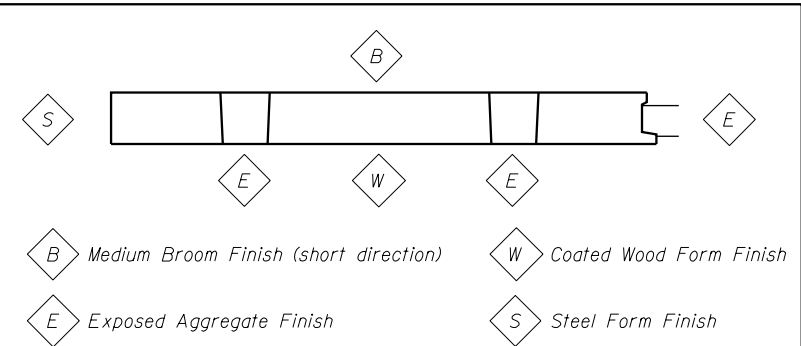 B
S
E
E
W
E
B Medium Broom Finish (short direction)
W Coated Wood Form Finish
E Exposed Aggregate Finish
S Steel Form Finish